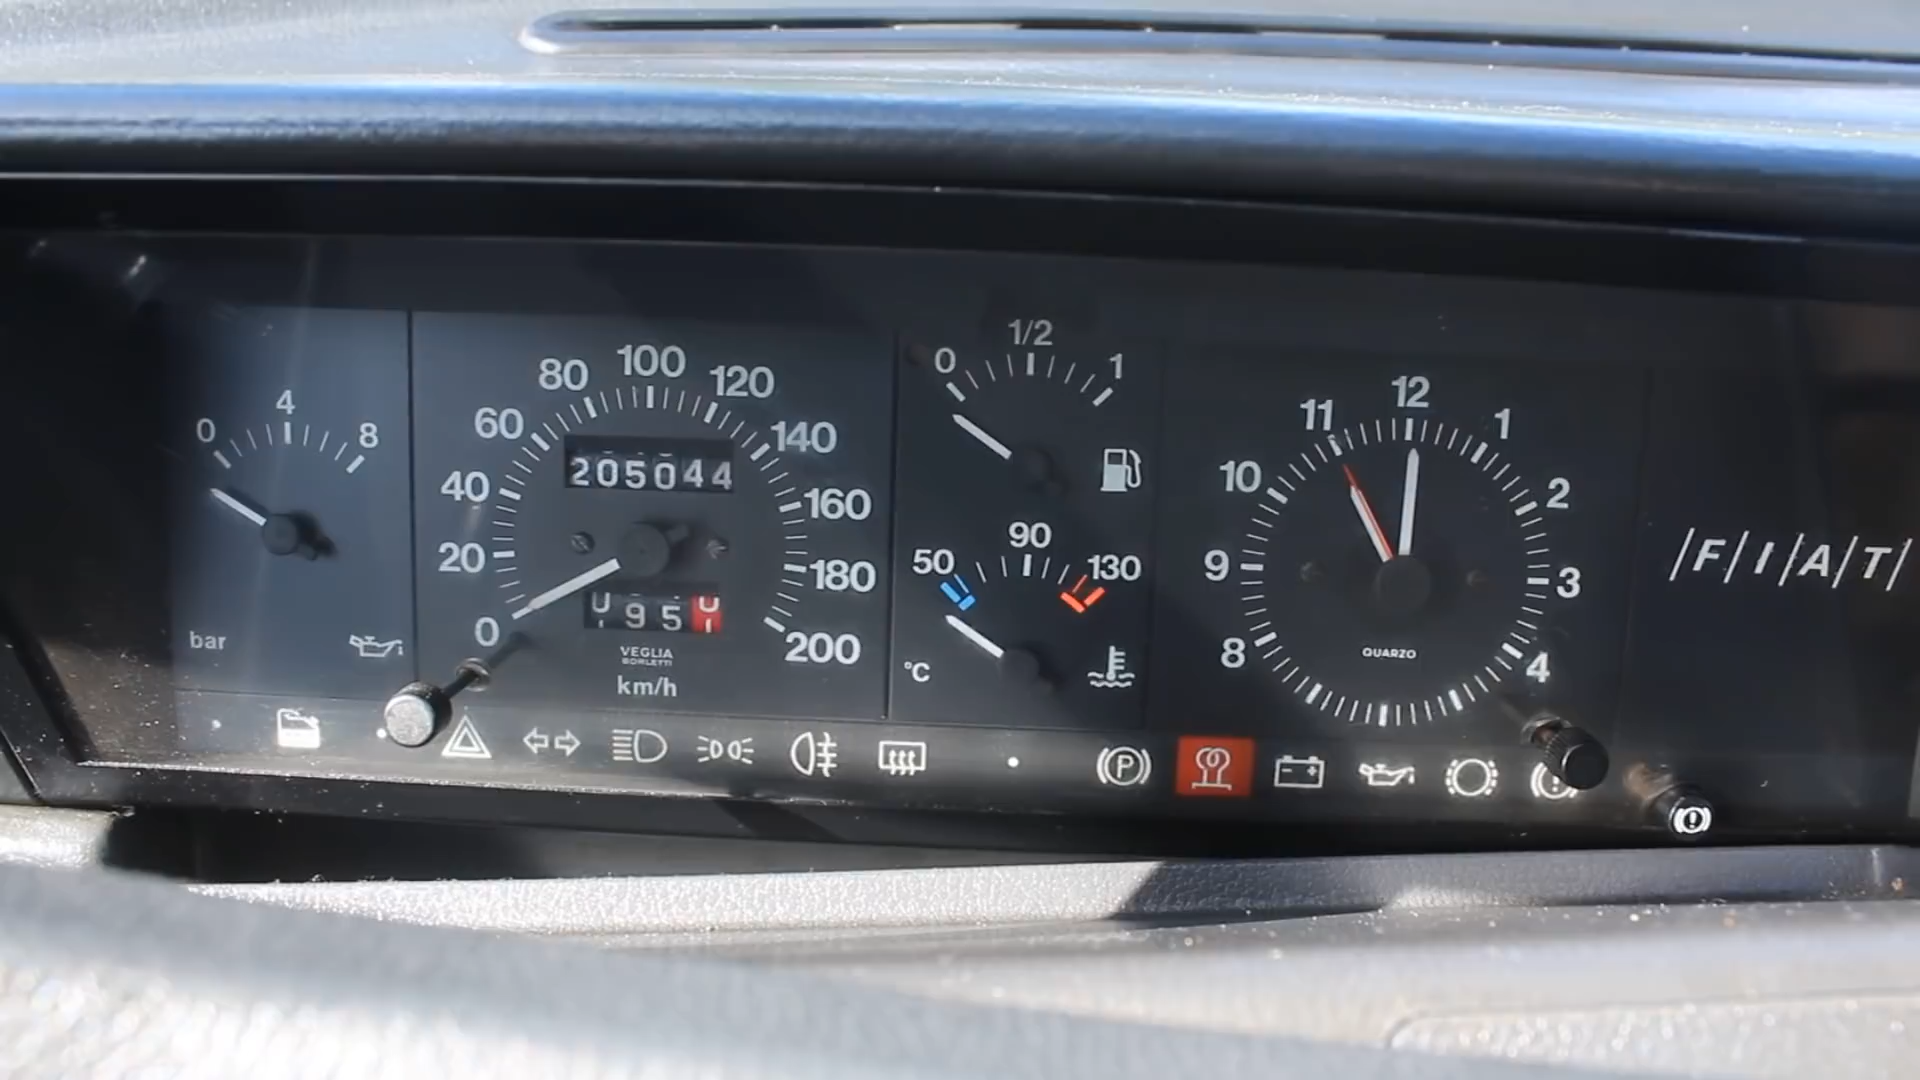 0 4 8
bar
0 20 40 60 80 100 120 140 160 180 200
205044
95
VEGLIA
BORLETTI
km/h
0 1/2 1
50 90 130
°C
12 1 2 3 4 8 9 10 11
QUARZO
/F/I/A/T/
P